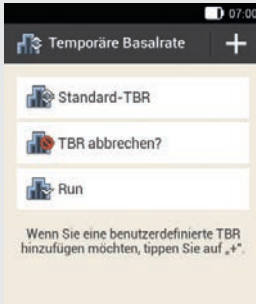 07:00
Temporäre Basalrate +
Standard-TBR
TBR abbrechen?
Run
Wenn Sie eine benutzerdefinierte TBR
hinzufügen möchten, tippen Sie auf „+“.